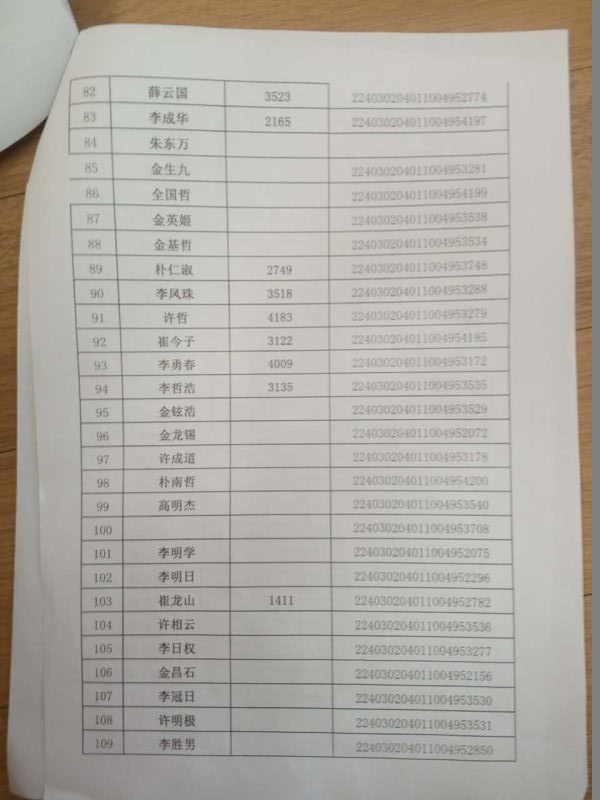 82 薛云国 3523 224030204011004952774
83 李成华 2165 224030204011004954197
84 朱东万
85 金生九 224030204011004953281
86 全国哲 224030204011004954199
87 金英姬 224030204011004953538
88 金基哲 224030204011004953534
89 朴仁淑 2749 224030204011004953748
90 李凤珠 3518 224030204011004953288
91 许哲 4183 224030204011004953279
92 崔今子 3122 224030204011004954195
93 李勇春 4009 224030204011004953172
94 李哲浩 3135 224030204011004953535
95 金铉浩 224030204011004953529
96 金龙锡 224030204011004952072
97 许成道 224030204011004953178
98 朴南哲 224030204011004954200
99 高明杰 224030204011004953540
100 224030204011004953708
101 李明学 224030204011004952075
102 李明日 224030204011004952296
103 崔龙山 1411 224030204011004952782
104 许相云 224030204011004953536
105 李日权 224030204011004953277
106 金昌石 224030204011004952156
107 李冠日 224030204011004953530
108 许明极 224030204011004953531
109 李胜男 224030204011004952850